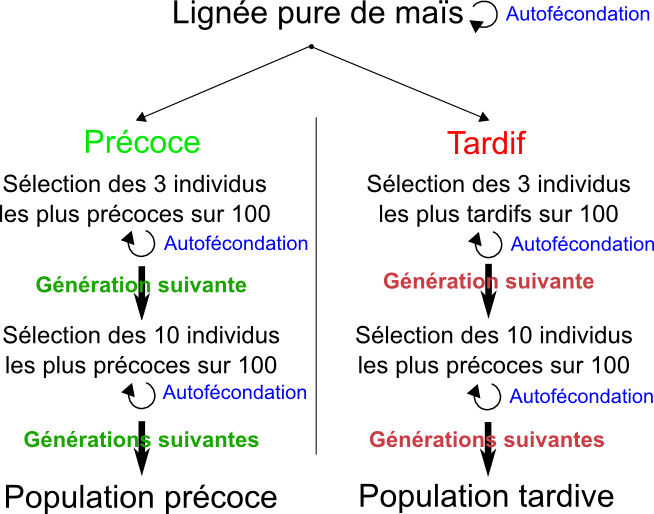 Lignée pure de maïs
Autofécondation
Précoce
Sélection des 3 individus
les plus précoces sur 100
Autofécondation
Génération suivante
Sélection des 10 individus
les plus précoces sur 100
Autofécondation
Générations suivantes
Population précoce
Tardif
Sélection des 3 individus
les plus tardifs sur 100
Autofécondation
Génération suivante
Sélection des 10 individus
les plus précoces sur 100
Autofécondation
Générations suivantes
Population tardive